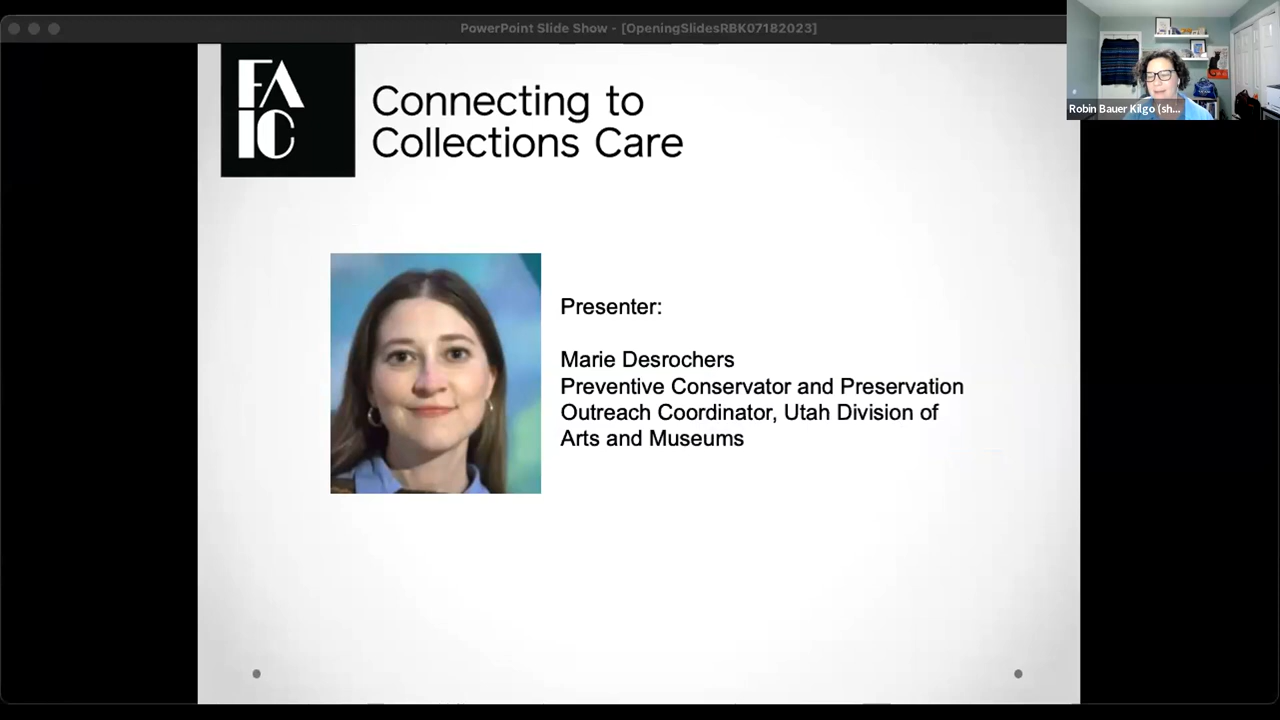 PowerPoint Slide Show - [OpeningSlidesRBK07182023]
Robin Bauer Kilgo (sh...
FA
IC
Connecting to
Collections Care
Presenter:
Marie Desrochers
Preventive Conservator and Preservation
Outreach Coordinator, Utah Division of
Arts and Museums